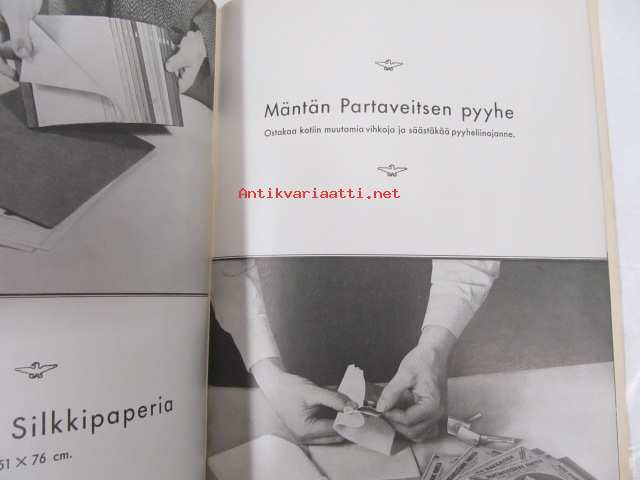 Silkkipaperia
51 × 76 cm.
Mäntän Partaveitsen pyyhe
Ostakaa kotiin muutamia vihkoja ja säästäkää pyyheliinojanne.
Antikvariaatti.net